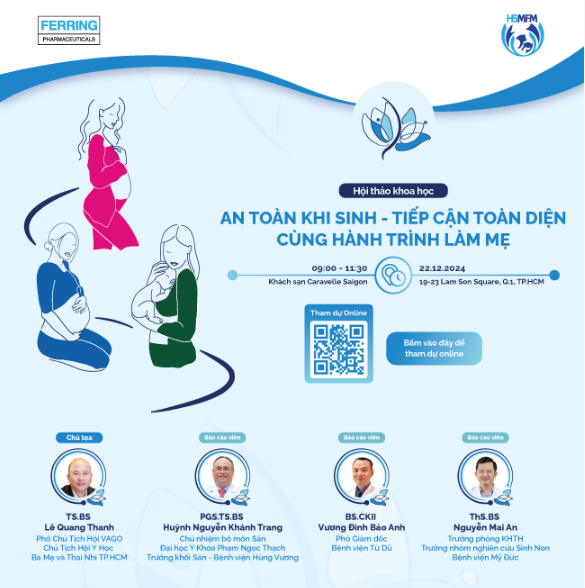 FERRING
PHARMACEUTICALS
HSMFM
Hội thảo khoa học
AN TOÀN KHI SINH - TIẾP CẬN TOÀN DIỆN
CÙNG HÀNH TRÌNH LÀM MẸ
09:00 - 11:30
Khách sạn Caravelle Saigon
22.12.2024
19-23 Lam Son Square, Q.1, TP.HCM
Tham dự Online
Bấm vào đây để
tham dự online
Chủ tọa
TS.BS
Lê Quang Thanh
Phó Chủ Tịch Hội VAGO
Chủ Tịch Hội Y Học
Bà Mẹ và Thai Nhi TP.HCM
Báo cáo viên
PGS.TS.BS
Huỳnh Nguyễn Khánh Trang
Chủ nhiệm bộ môn Sản
Đại học Y Khoa Phạm Ngọc Thạch
Trưởng khối Sản - Bệnh viện Hùng Vương
Báo cáo viên
BS.CKII
Vương Đình Bảo Anh
Phó Giám đốc
Bệnh viện Từ Dũ
Báo cáo viên
ThS.BS
Nguyễn Mai An
Trưởng phòng KHTH
Trưởng nhóm nghiên cứu Sinh Non
Bệnh viện Mỹ Đức